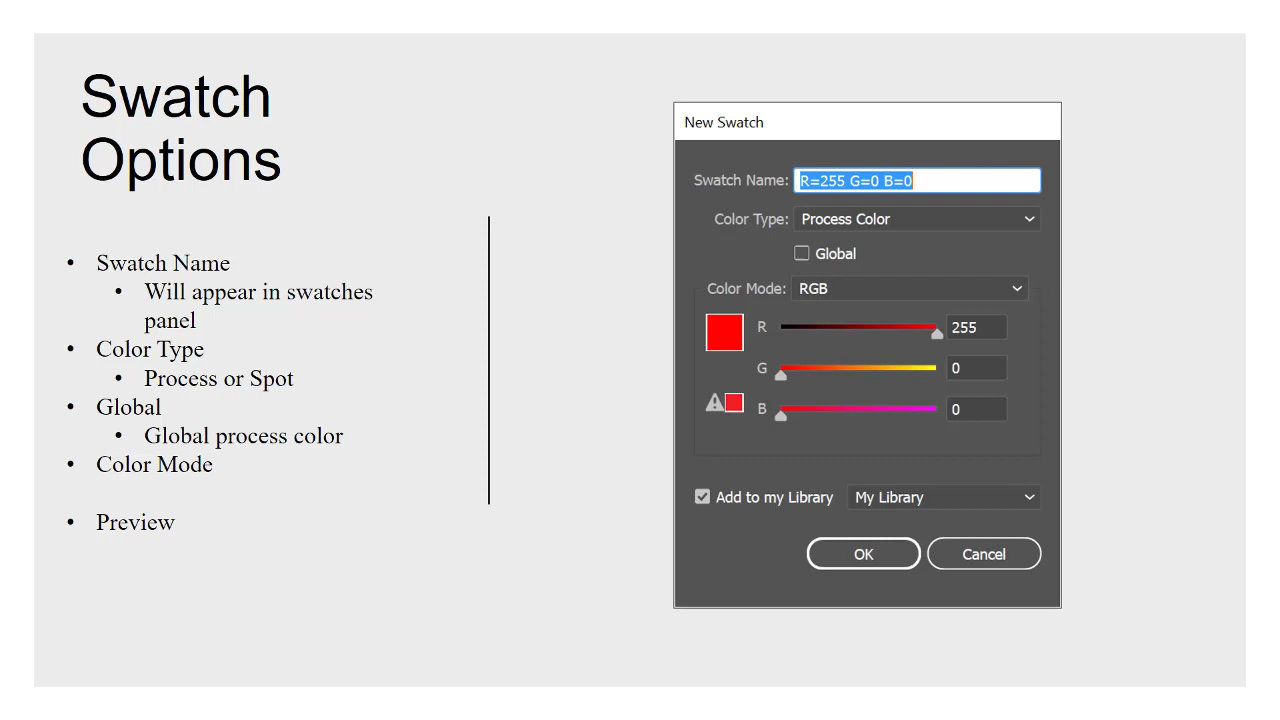 Swatch
Options
• Swatch Name
• Will appear in swatches
panel
• Color Type
• Process or Spot
• Global
• Global process color
• Color Mode
• Preview
New Swatch
Swatch Name: R=255 G=0 B=0
Color Type: Process Color
Global
Color Mode: RGB
R 255
G 0
B 0
Add to my Library My Library
OK Cancel